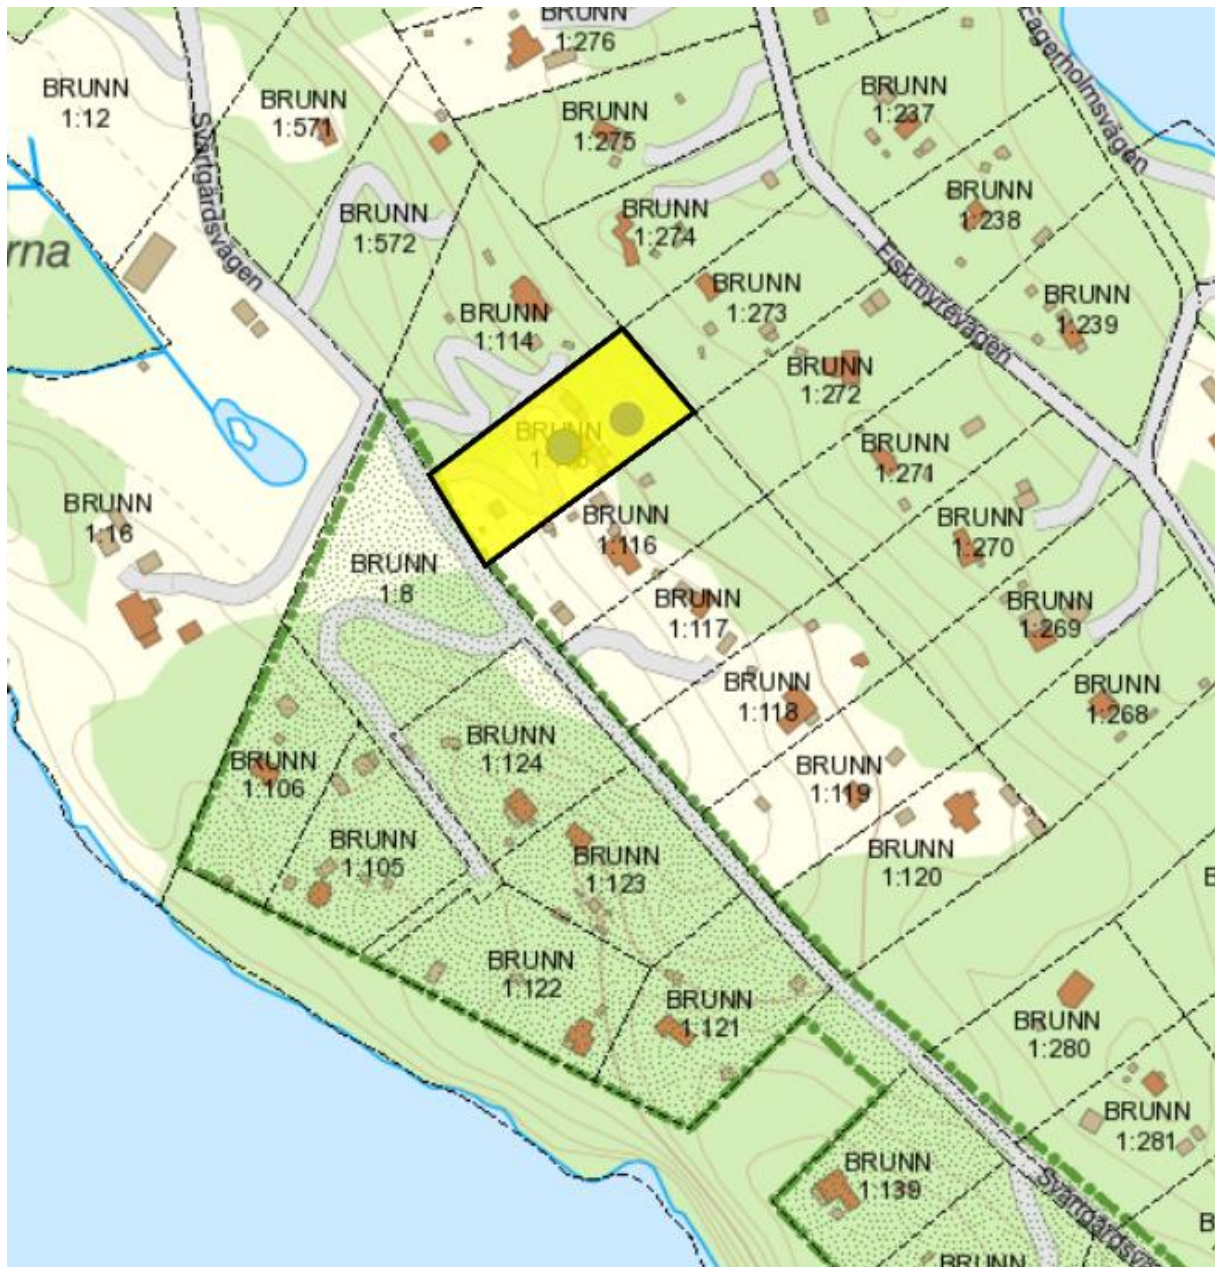 BRUNN
1:276
BRUNN
1:12
BRUNN
1:571
BRUNN
1:275
BRUNN
1:237
Fagerholmsvägen
Svartgårdsvägen
BRUNN
1:572
BRUNN
1:274
BRUNN
1:238
rna
BRUNN
1:273
Fiskmyrevägen
BRUNN
1:239
BRUNN
1:114
BRUNN
1:272
BRUNN
BRUNN
1:271
BRUNN
1:16
BRUNN
1:116
BRUNN
1:270
BRUNN
1:8
BRUNN
1:117
BRUNN
1:269
BRUNN
1:118
BRUNN
1:268
BRUNN
1:124
BRUNN
1:106
BRUNN
1:119
BRUNN
1:105
BRUNN
1:123
BRUNN
1:120
B
BRUNN
1:122
BRUNN
1:121
BRUNN
1:280
BRUNN
1:281
BRUNN
1:139
Svartgårdsvä
B
BRUNN